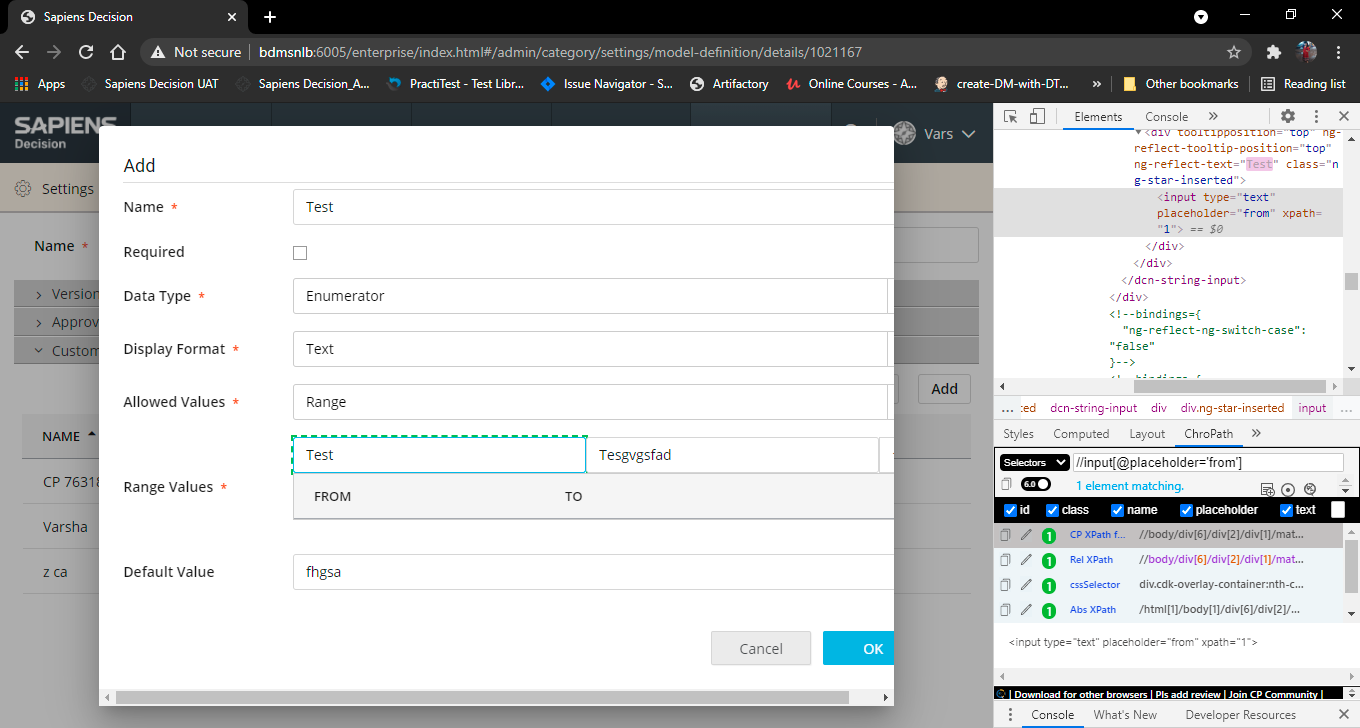 Sapiens Decision
Not secure
bdmsnlb:6005/enterprise/index.html#/admin/category/settings/model-definition/details/1021167
Apps
Sapiens Decision UAT
Sapiens Decision_A...
PractiTest - Test Libr...
Issue Navigator - S...
Artifactory
Online Courses - A...
create-DM-with-DT...
»
Other bookmarks
Reading list
SAPIENS
Decision
Vars
Settings
Name *
Version
Approv
Custom
Add
NAME
CP 76318
Varsha
z ca
Add
Name *
Test
Required
Data Type *
Enumerator
Display Format *
Text
Allowed Values *
Range
Test
Tesgvgsfad
Range Values *
FROM
TO
Default Value
fhgsa
Cancel
OK
Elements
Console
»
<div tooltipposition="top" ng-
reflect-tooltip-position="top"
ng-reflect-text="Test" class="n
g-star-inserted">
<input type="text"
placeholder="from" xpath=
"1"> == $0
</div>
</div>
</dcn-string-input>
</div>
<!--bindings={
"ng-reflect-ng-switch-case":
"false"
}-->
<!--bindings={
... :ed dcn-string-input div div.ng-star-inserted input ...
Styles
Computed
Layout
ChroPath
»
Selectors
//input[@placeholder='from']
6.0
1 element matching.
id
class
name
placeholder
text
1 CP XPath f... //body/div[6]/div[2]/div[1]/mat...
1 Rel XPath //body/div[6]/div[2]/div[1]/mat...
1 cssSelector div.cdk-overlay-container:nth-c...
1 Abs XPath /html[1]/body[1]/div[6]/div[2]/...
<input type="text" placeholder="from" xpath="1">
| Download for other browsers | Pls add review | Join CP Community |
Console
What's New
Developer Resources